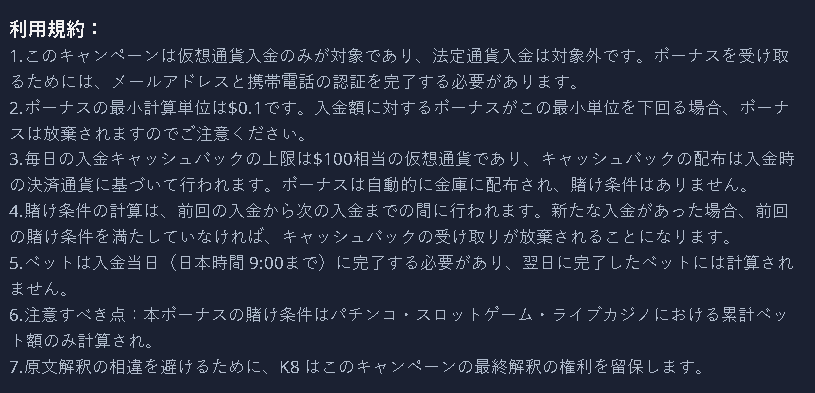 利用規約：
1.このキャンペーンは仮想通貨入金のみが対象であり、法定通貨入金は対象外です。ボーナスを受け取
るためには、メールアドレスと携帯電話の認証を完了する必要があります。
2.ボーナスの最小計算単位は$0.1です。入金額に対するボーナスがこの最小単位を下回る場合、ボーナ
スは放棄されますのでご注意ください。
3.毎日の入金キャッシュバックの上限は$100相当の仮想通貨であり、キャッシュバックの配布は入金時
の決済通貨に基づいて行われます。ボーナスは自動的に金庫に配布され、賭け条件はありません。
4.賭け条件の計算は、前回の入金から次の入金までの間に行われます。新たな入金があった場合、前回
の賭け条件を満たしていなければ、キャッシュバックの受け取りが放棄されることになります。
5.ベットは入金当日（日本時間 9:00まで）に完了する必要があり、翌日に完了したベットには計算され
ません。
6.注意すべき点：本ボーナスの賭け条件はパチンコ・スロットゲーム・ライブカジノにおける累計ベッ
ト額のみ計算され。
7.原文解釈の相違を避けるために、K8 はこのキャンペーンの最終解釈の権利を留保します。